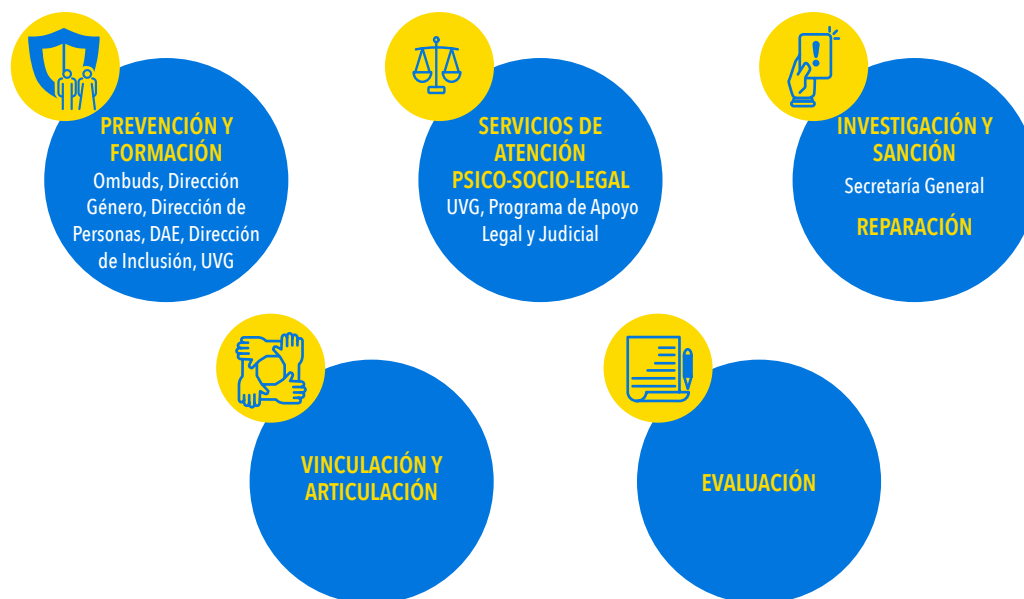 PREVENCIÓN Y
FORMACIÓN
Ombuds, Dirección
Género, Dirección de
Personas, DAE, Dirección
de Inclusión, UVG
SERVICIOS DE
ATENCIÓN
PSICO-SOCIO-LEGAL
UVG, Programa de Apoyo
Legal y Judicial
INVESTIGACIÓN Y
SANCIÓN
Secretaría General
REPARACIÓN
VINCULACIÓN Y
ARTICULACIÓN
EVALUACIÓN